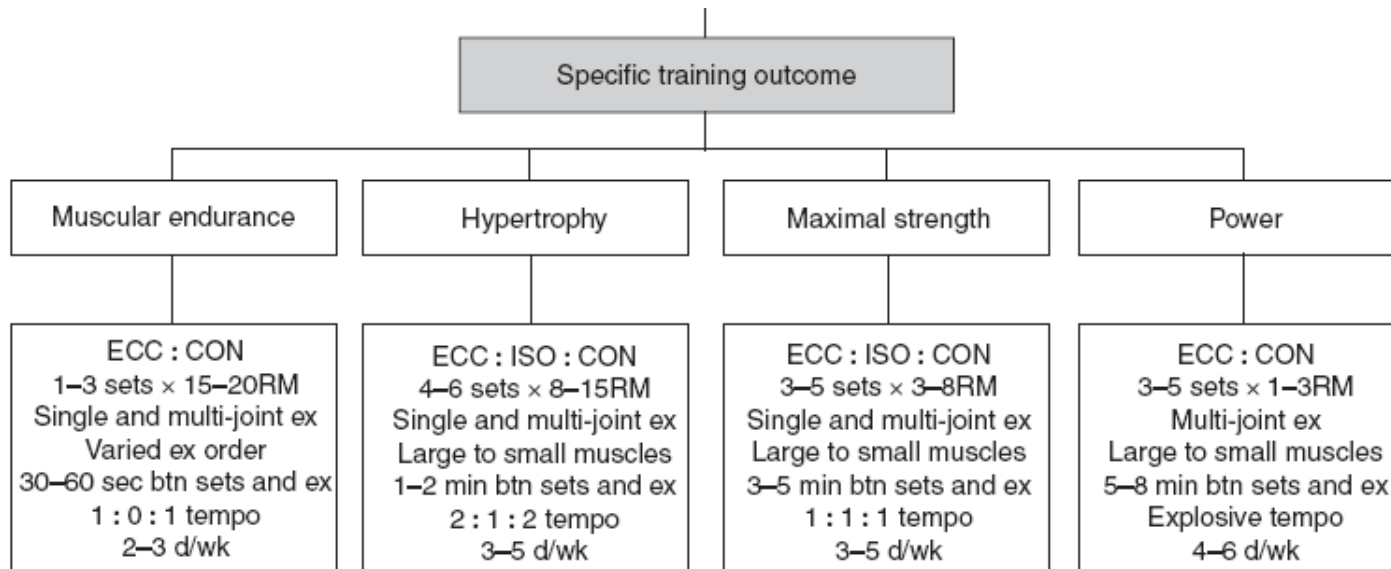 Specific training outcome
Muscular endurance
Hypertrophy
Maximal strength
Power
ECC : CON
1–3 sets × 15–20RM
Single and multi-joint ex
Varied ex order
30–60 sec btn sets and ex
1 : 0 : 1 tempo
2–3 d/wk
ECC : ISO : CON
4–6 sets × 8–15RM
Single and multi-joint ex
Large to small muscles
1–2 min btn sets and ex
2 : 1 : 2 tempo
3–5 d/wk
ECC : ISO : CON
3–5 sets × 3–8RM
Single and multi-joint ex
Large to small muscles
3–5 min btn sets and ex
1 : 1 : 1 tempo
3–5 d/wk
ECC : CON
3–5 sets × 1–3RM
Multi-joint ex
Large to small muscles
5–8 min btn sets and ex
Explosive tempo
4–6 d/wk